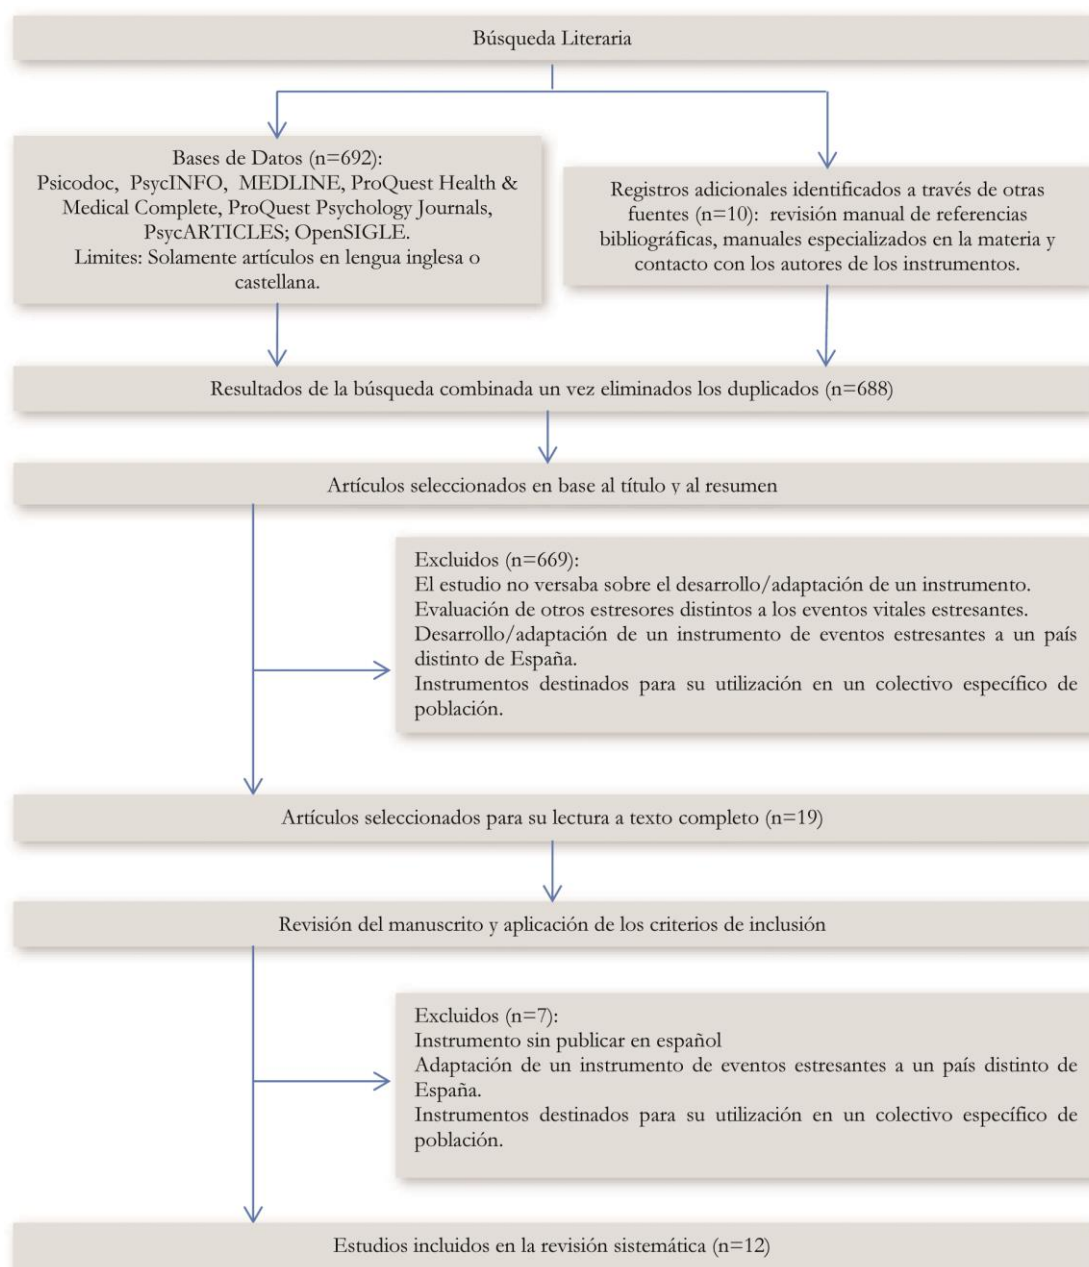 Búsqueda Literaria
Bases de Datos (n=692):
Psicodoc, PsycINFO, MEDLINE, ProQuest Health &
Medical Complete, ProQuest Psychology Journals,
PsycARTICLES; OpenSIGLE.
Limites: Solamente artículos en lengua inglesa o
castellana.
Registros adicionales identificados a través de otras
fuentes (n=10): revisión manual de referencias
bibliográficas, manuales especializados en la materia y
contacto con los autores de los instrumentos.
Resultados de la búsqueda combinada un vez eliminados los duplicados (n=688)
Artículos seleccionados en base al título y al resumen
Excluidos (n=669):
El estudio no versaba sobre el desarrollo/adaptación de un instrumento.
Evaluación de otros estresores distintos a los eventos vitales estresantes.
Desarrollo/adaptación de un instrumento de eventos estresantes a un país
distinto de España.
Instrumentos destinados para su utilización en un colectivo específico de
población.
Artículos seleccionados para su lectura a texto completo (n=19)
Revisión del manuscrito y aplicación de los criterios de inclusión
Excluidos (n=7):
Instrumento sin publicar en español
Adaptación de un instrumento de eventos estresantes a un país distinto de
España.
Instrumentos destinados para su utilización en un colectivo específico de
población.
Estudios incluidos en la revisión sistemática (n=12)